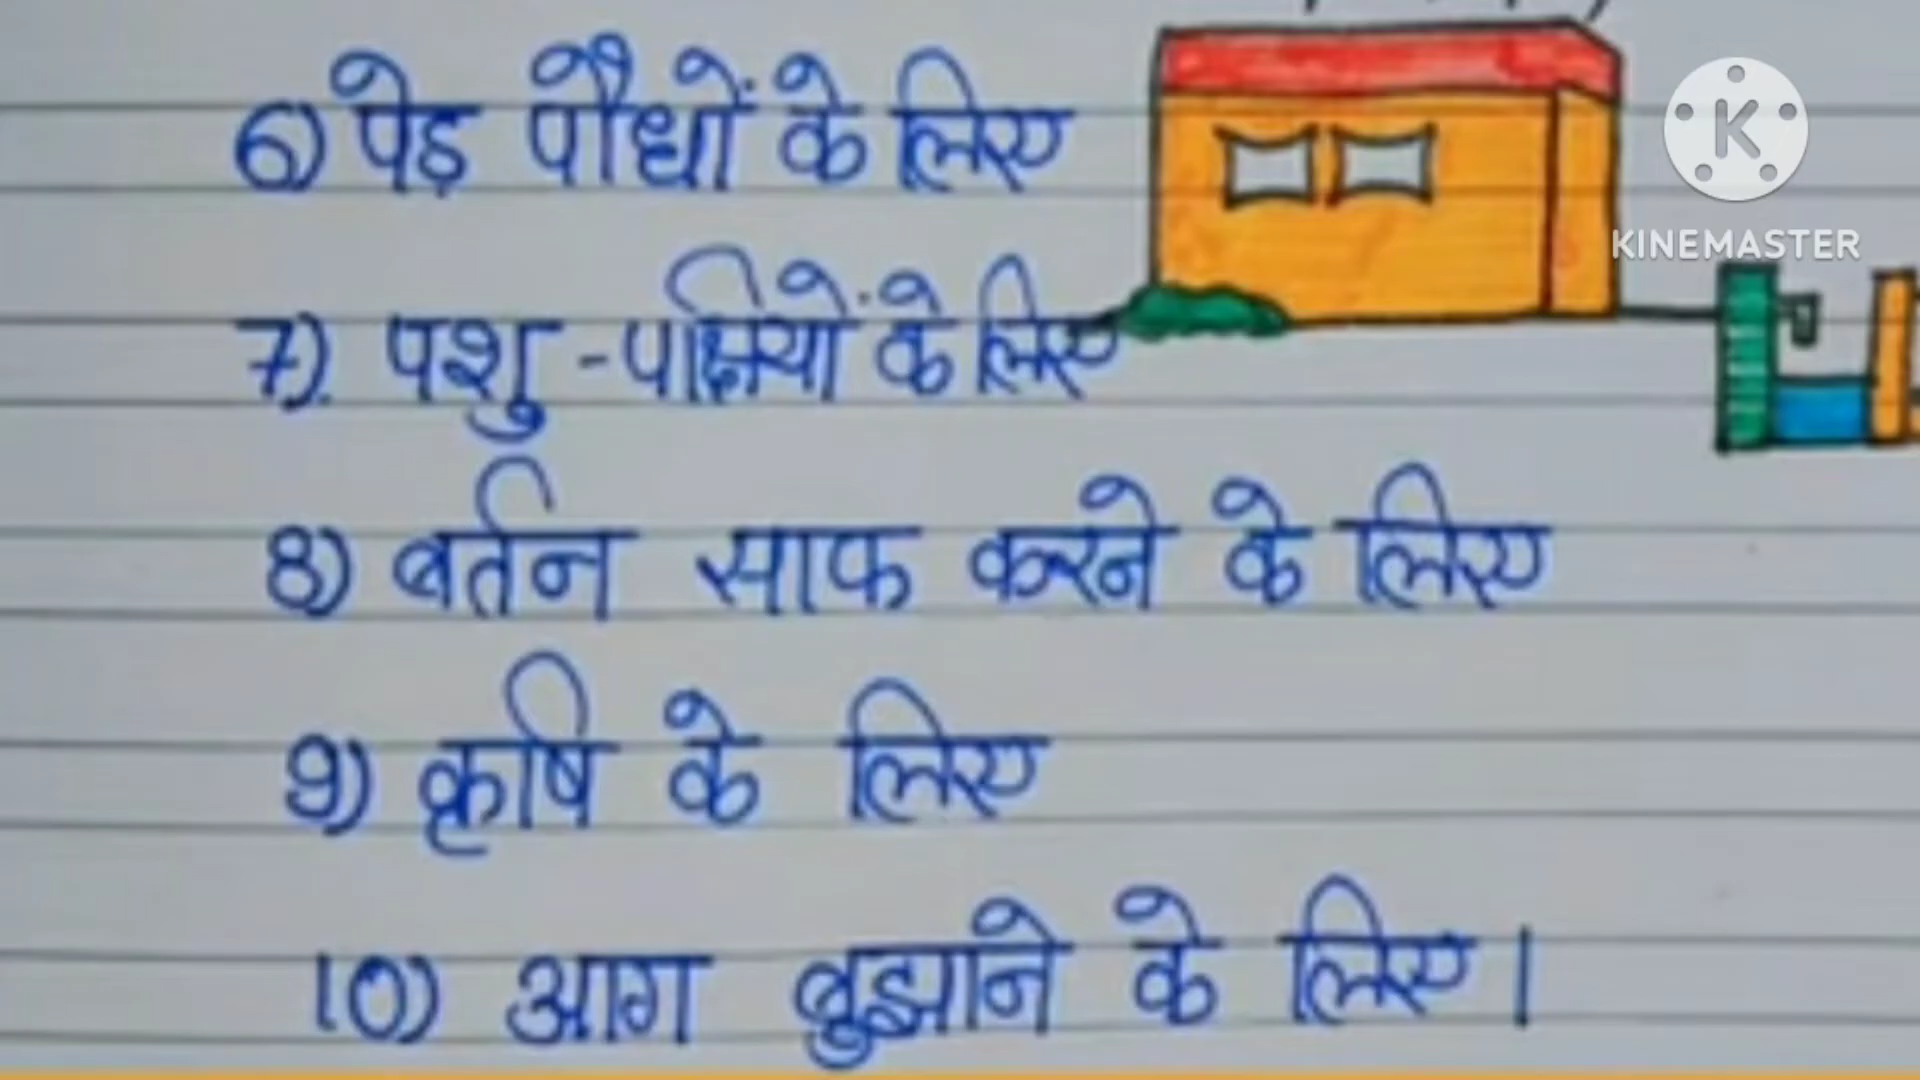 6) पेड़ पौधों के लिए
7) पशु-पक्षियों के लिए
8) बर्तन साफ करने के लिए
9) कृषि के लिए
10) आग बुझाने के लिए।
K
KINEMASTER